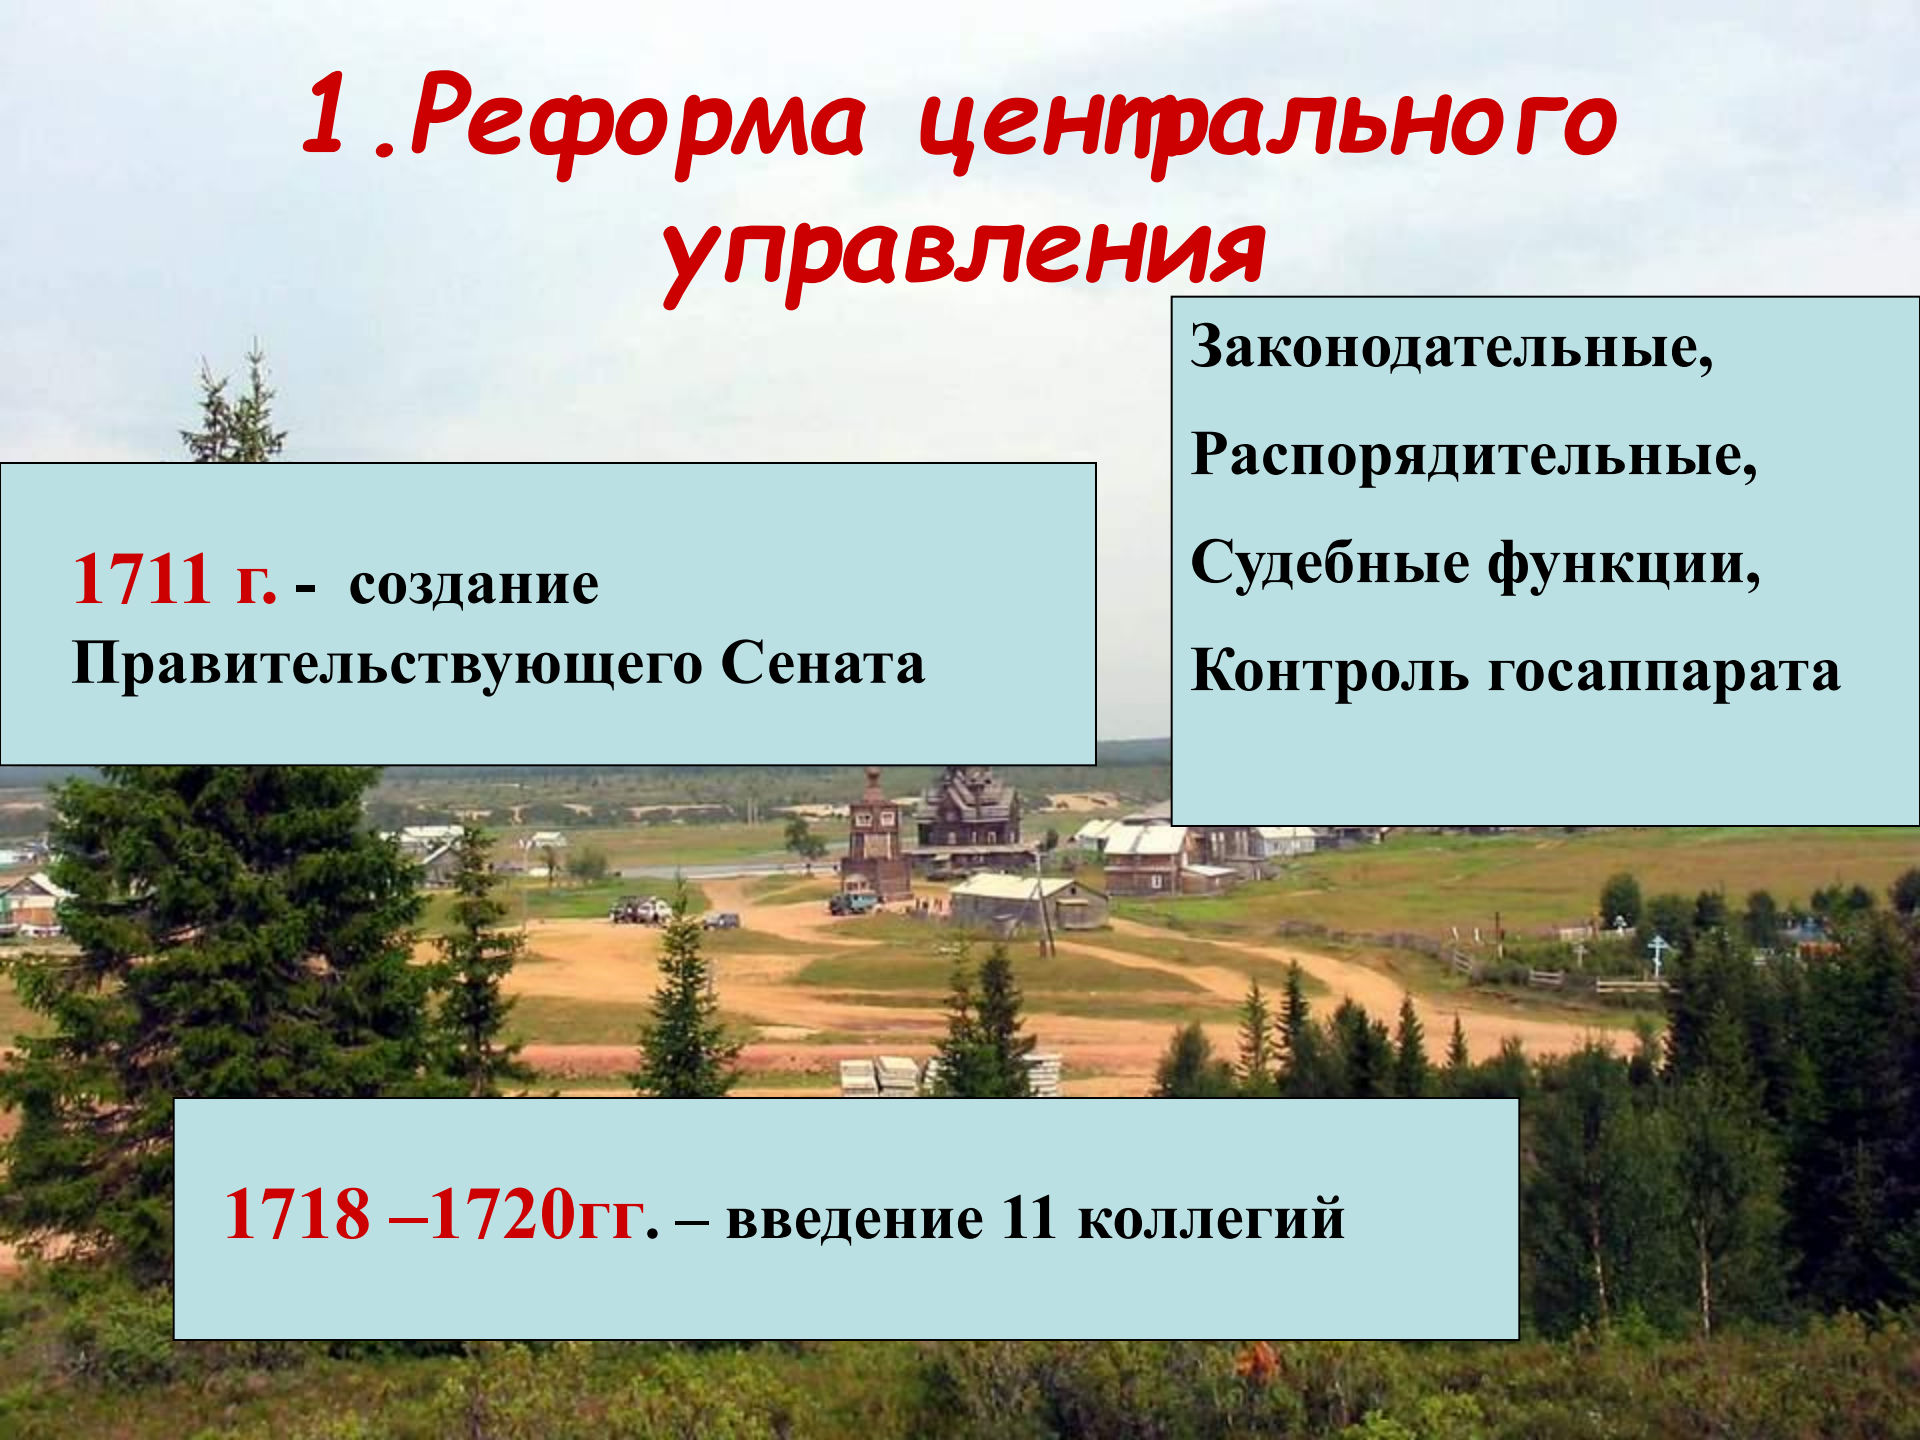 1.Реформа центрального
управления
Законодательные,
Распорядительные,
Судебные функции,
Контроль госаппарата
1711 г. - создание
Правительствующего Сената
1718 –1720гг. – введение 11 коллегий